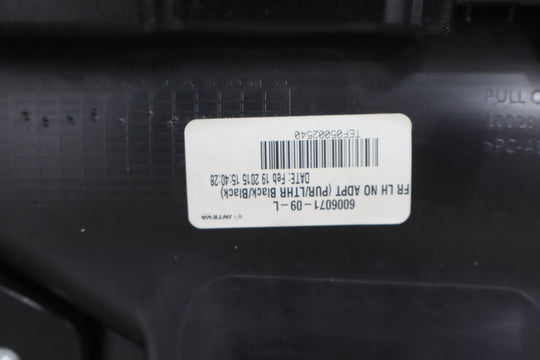 INTEVA
6006071-09-L
FR LH NO ADPT (PUR/LTHR Black/Black)
DATE: Feb 19 2015 15:40:28
TEF05002540
PULL